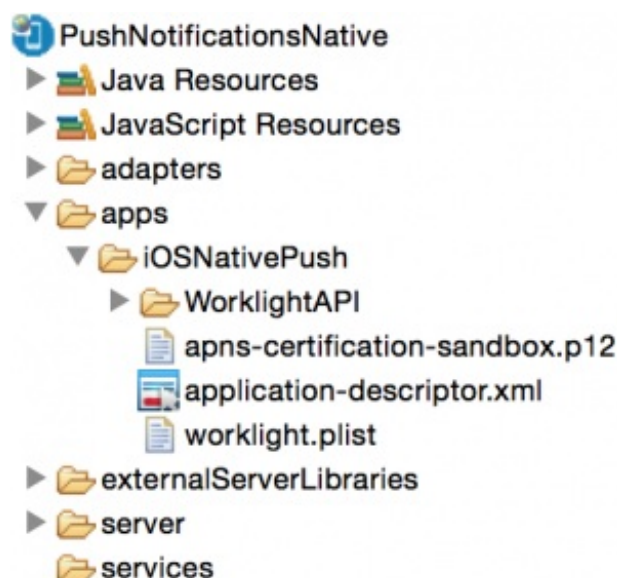 PushNotificationsNative
Java Resources
JavaScript Resources
adapters
apps
iOSNativePush
WorklightAPI
apns-certification-sandbox.p12
application-descriptor.xml
worklight.plist
externalServerLibraries
server
services